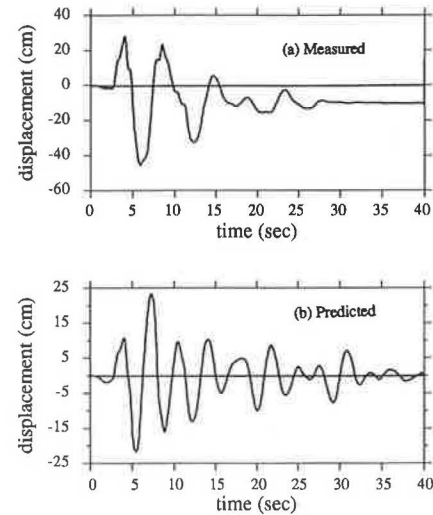 40
20
0
-20
-40
-60
displacement (cm)
(a) Measured
0 5 10 15 20 25 30 35 40
time (sec)
25
15
5
-5
-15
-25
displacement (cm)
(b) Predicted
0 5 10 15 20 25 30 35 40
time (sec)